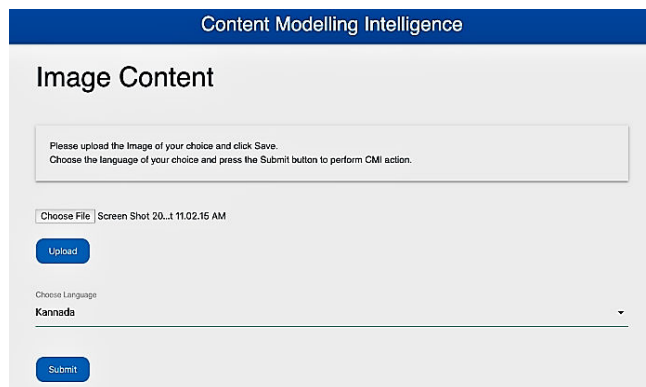 Content Modelling Intelligence
Image Content
Please upload the Image of your choice and click Save.
Choose the language of your choice and press the Submit button to perform CMI action.
Choose File Screen Shot 20...t 11.02.15 AM
Upload
Choose Language
Kannada
Submit